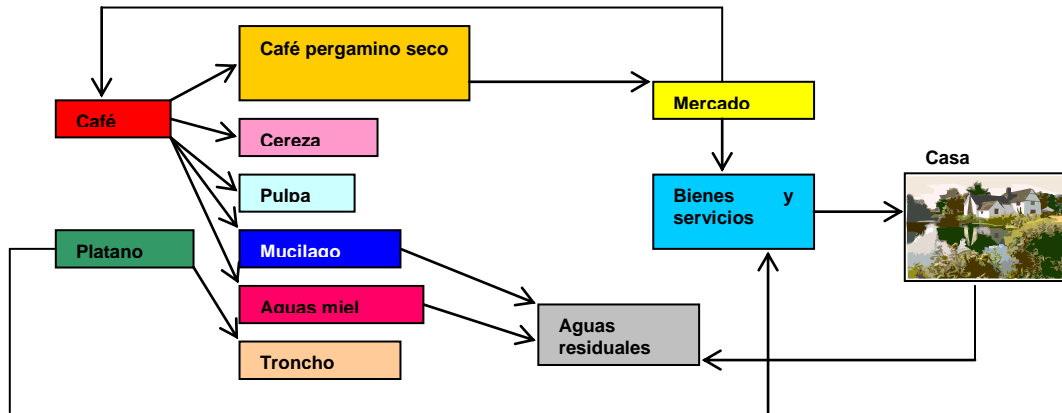 Café pergamino seco
Mercado
Café
Cereza
Casa
Pulpa
Bienes y
servicios
Platano
Mucilago
Aguas miel
Aguas
residuales
Troncho